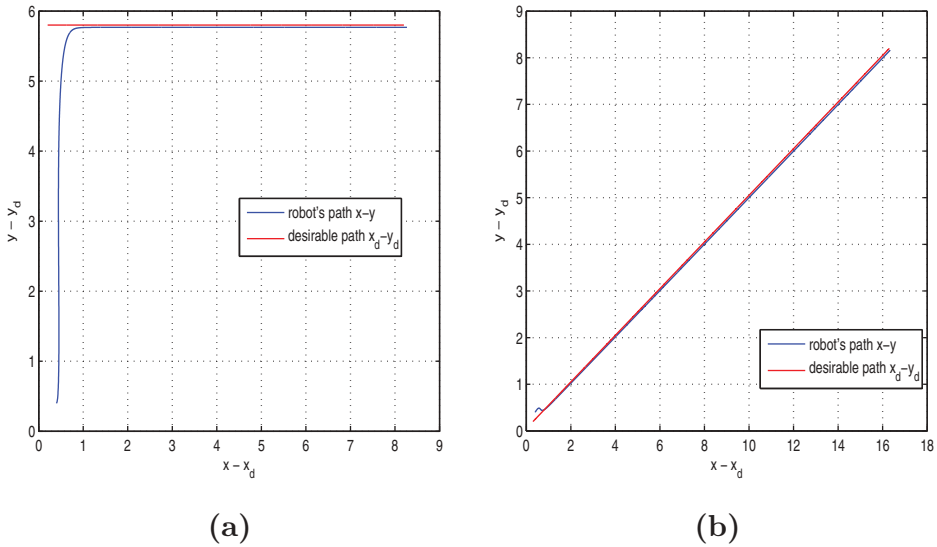 6
5
4
3
2
1
0
0 1 2 3 4 5 6 7 8 9
y − y_d
x − x_d
robot's path x−y
desirable path x_d−y_d
(a)
9
8
7
6
5
4
3
2
1
0
0 2 4 6 8 10 12 14 16 18
y − y_d
x − x_d
robot's path x−y
desirable path x_d−y_d
(b)